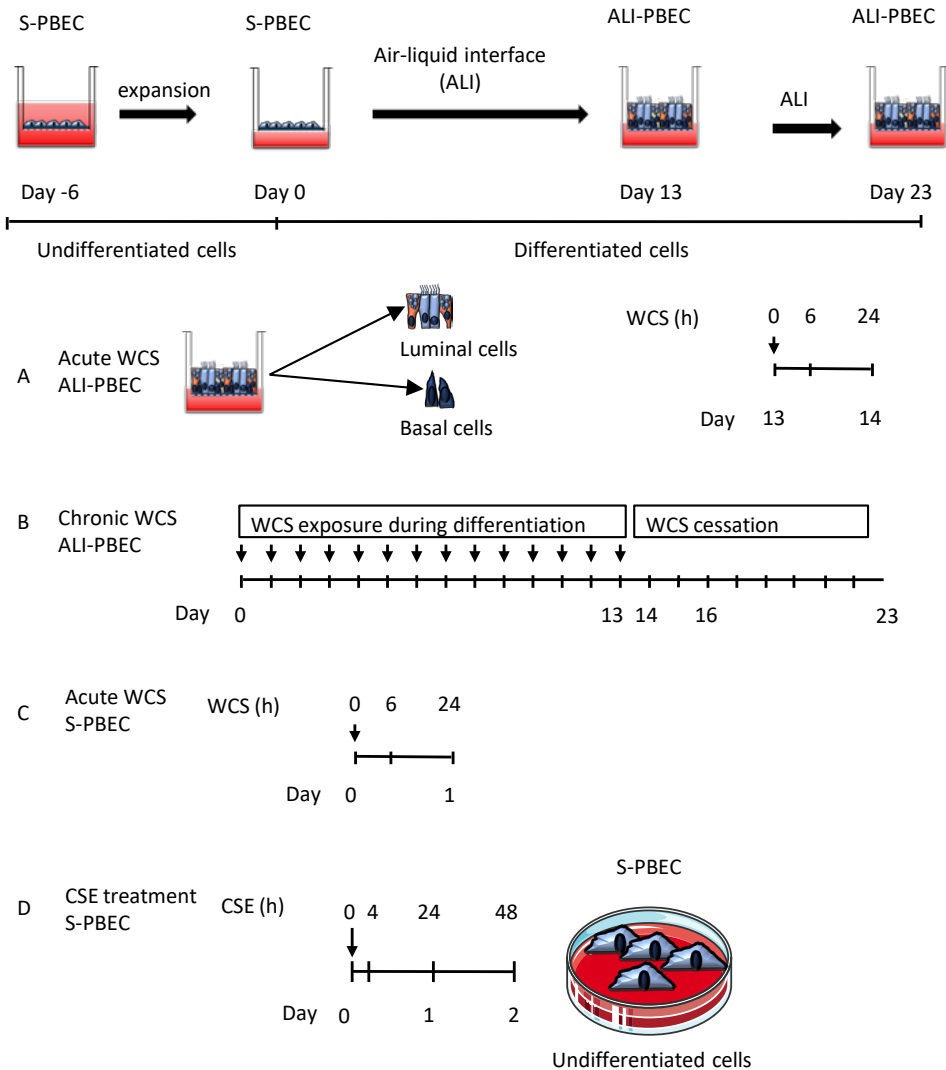 S-PBEC
S-PBEC
ALI-PBEC
ALI-PBEC
expansion
Air-liquid interface
(ALI)
ALI
Day -6
Day 0
Day 13
Day 23
Undifferentiated cells
Differentiated cells
A
Acute WCS
ALI-PBEC
Luminal cells
Basal cells
WCS (h)
0 6 24
Day
13 14
B
Chronic WCS
ALI-PBEC
WCS exposure during differentiation
WCS cessation
Day 0 13 14 16 23
C
Acute WCS
S-PBEC
WCS (h) 0 6 24
Day 0 1
D
CSE treatment
S-PBEC
CSE (h) 0 4 24 48
Day 0 1 2
S-PBEC
Undifferentiated cells